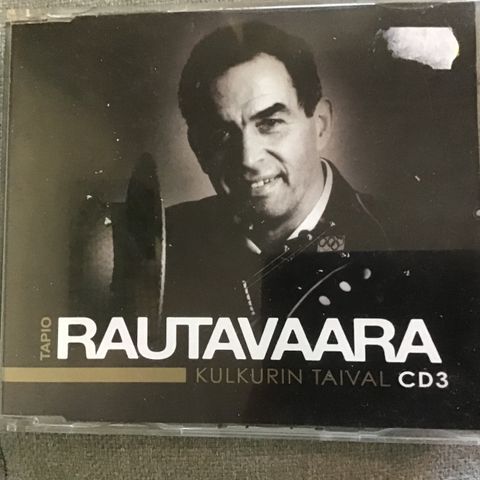 TAPIO
RAUTAVAARA
KULKURIN TAIVAL CD3